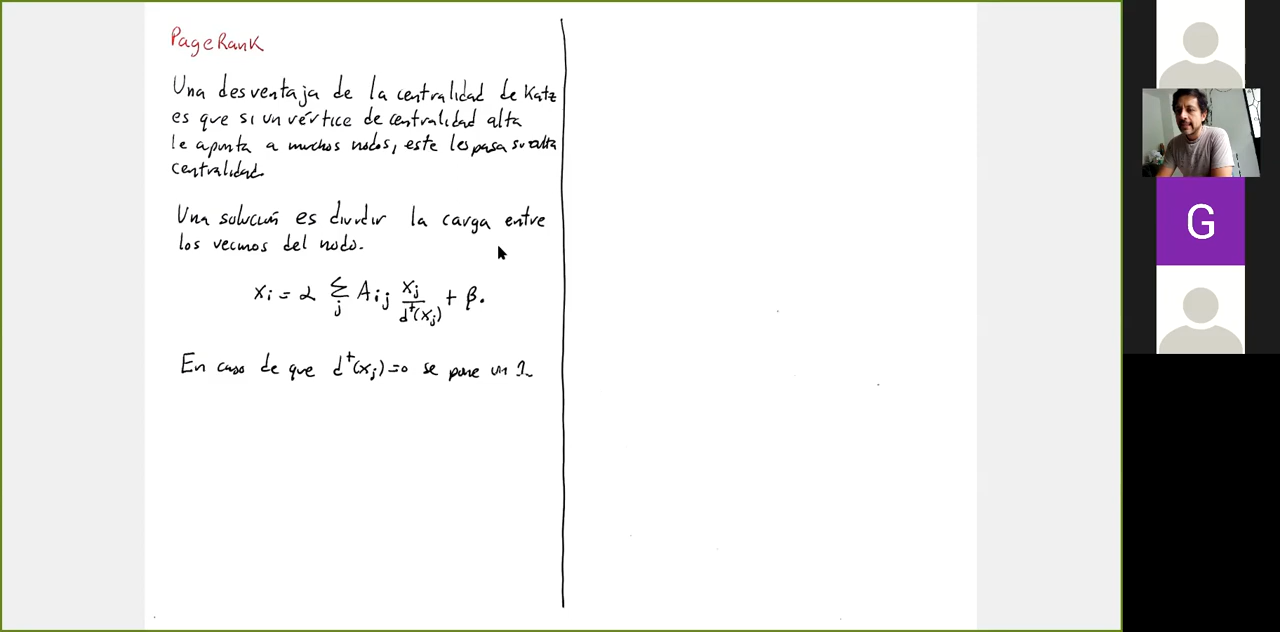 PageRank
Una desventaja de la centralidad de Katz
es que si un vértice de centralidad alta
le apunta a muchos nodos, este les pasa su alta
centralidad.
Una solución es dividir la carga entre
los vecinos del nodo.
xi = α Σj Aij xj/d⁺(xj) + β.
En caso de que d⁺(xj)=0 se pone un 1.
G